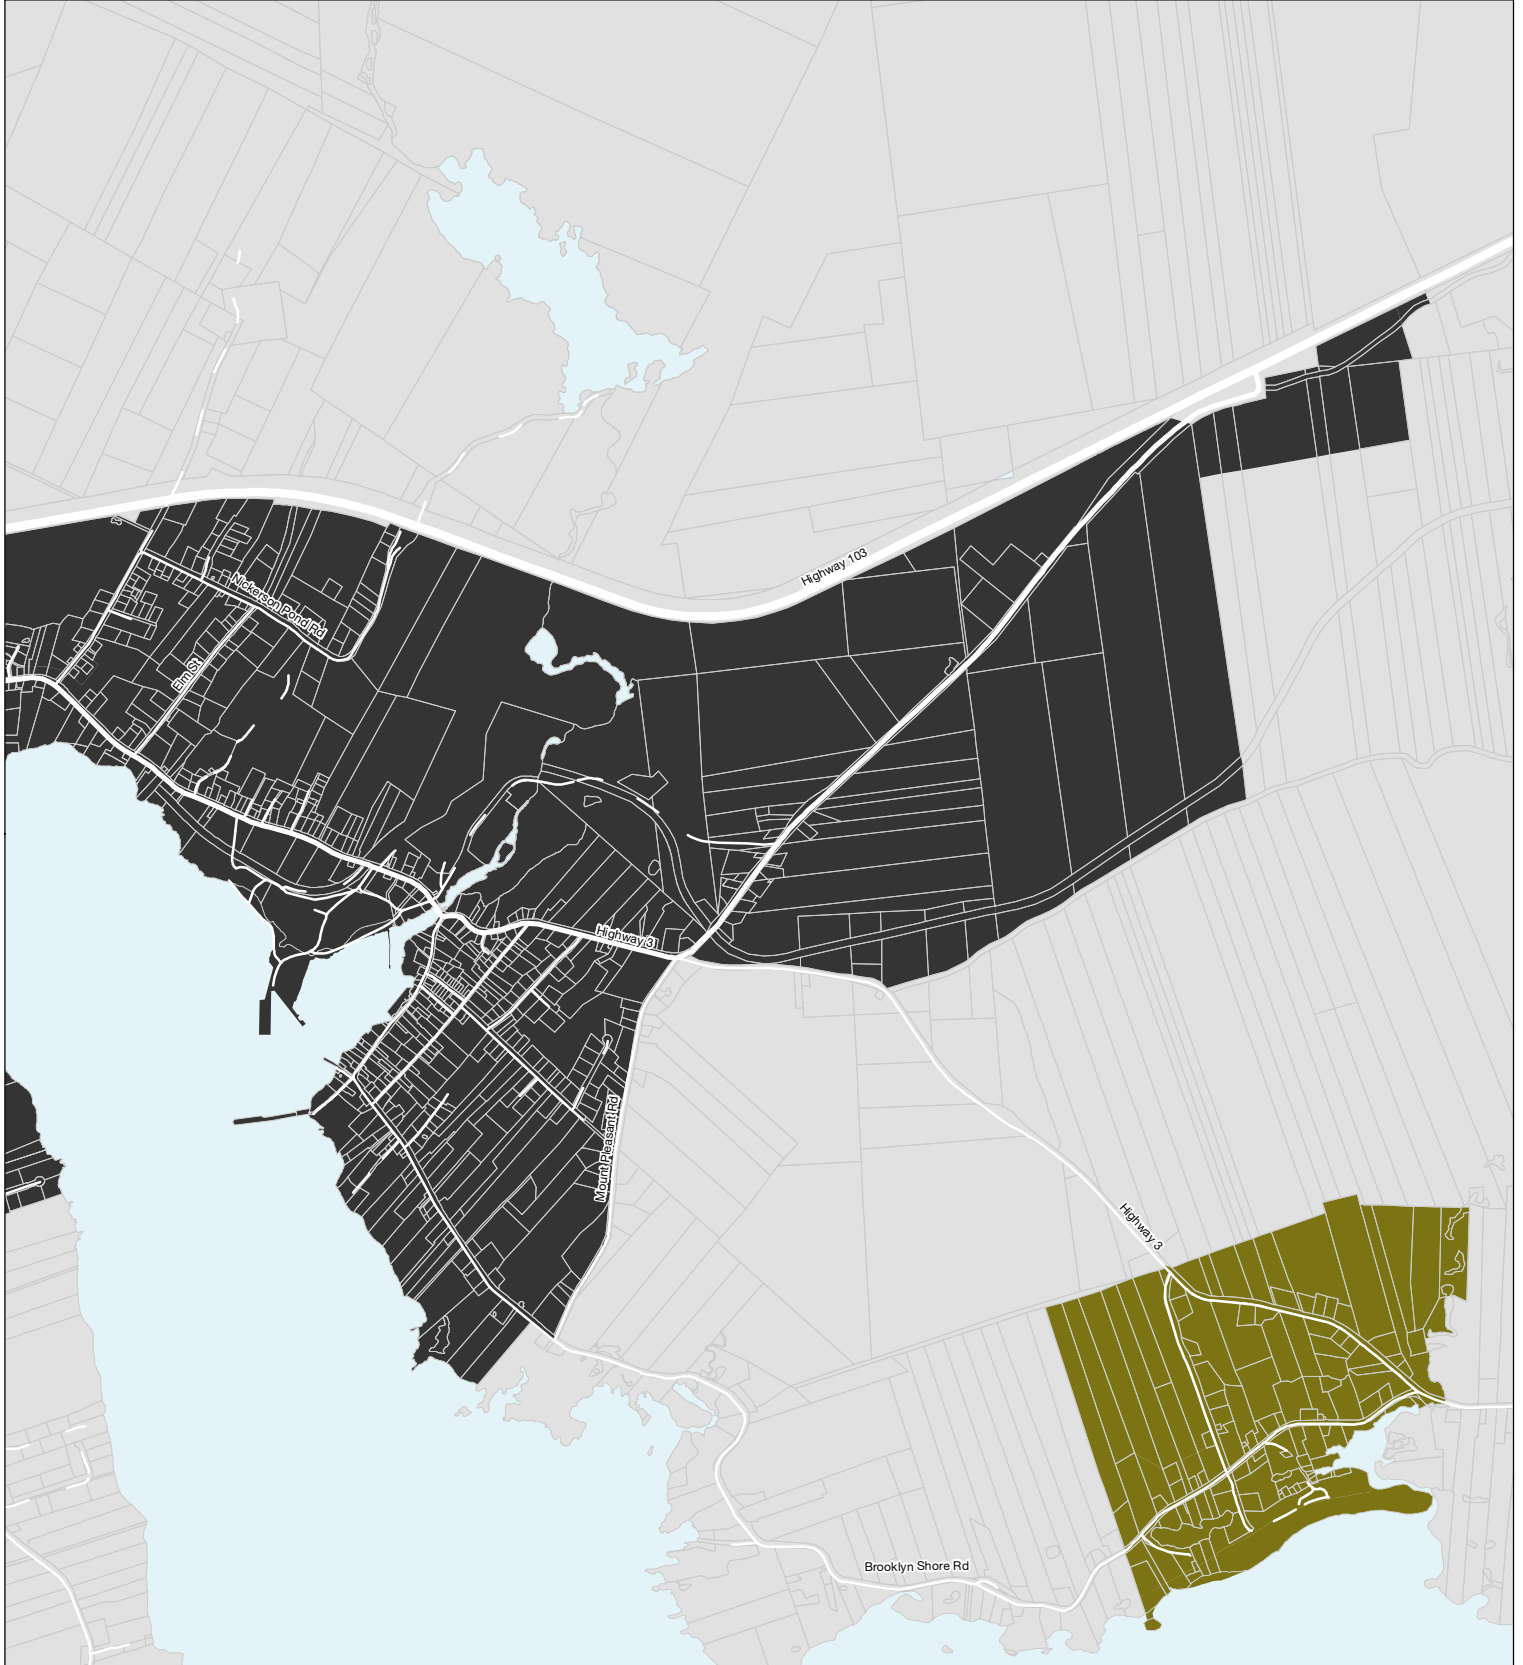 Highway 103
Nickerson Pond Rd
Elm St
Highway 3
Mount Pleasant Rd
Highway 3
Brooklyn Shore Rd